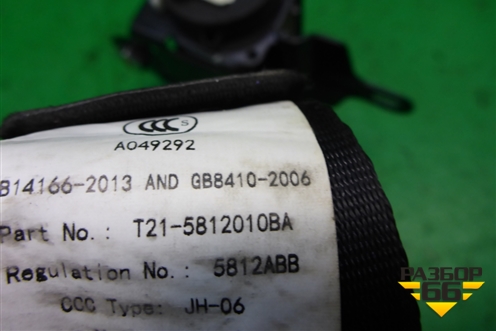 CCC S
A049292
B14166-2013 AND GB8410-2006
Part No.: T21-5812010BA
Regulation No.: 5812ABB
CCC Type: JH-06
РАЗБОР
66